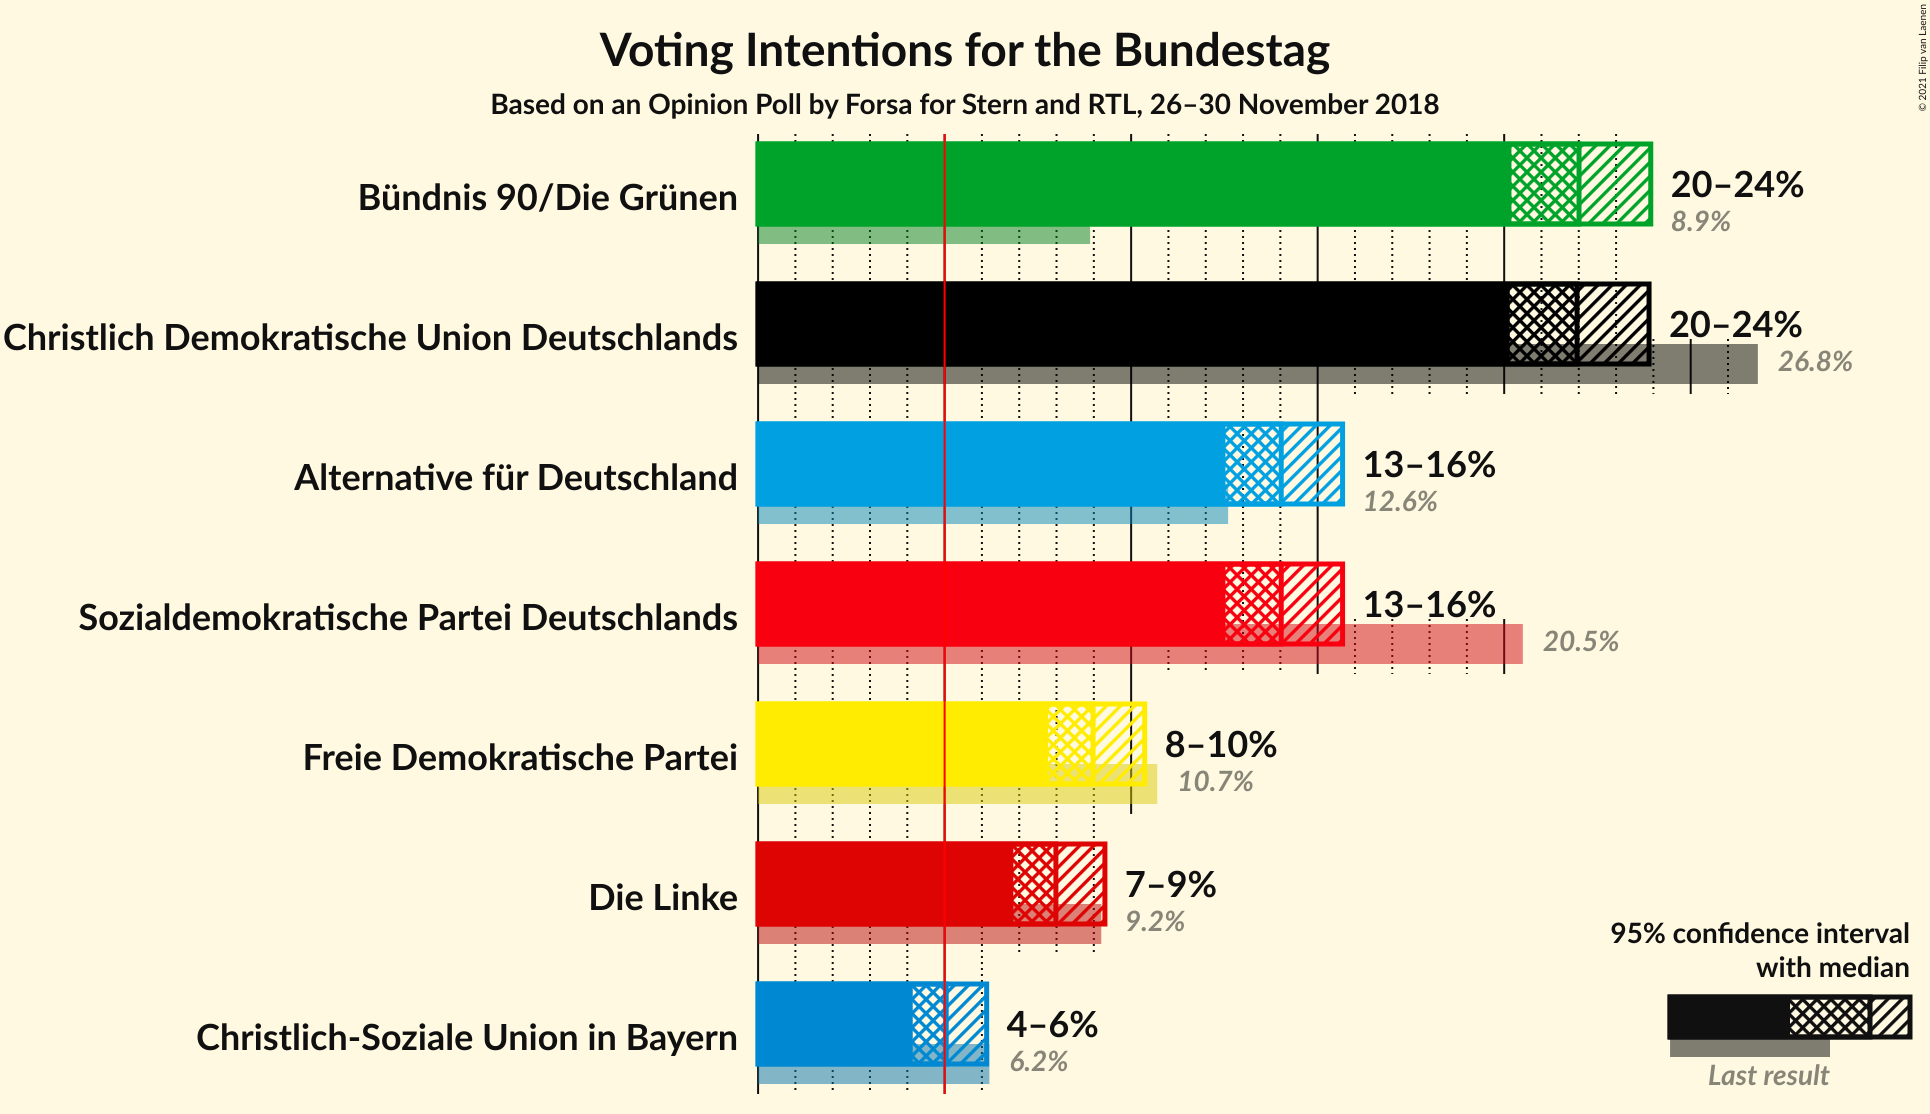 Voting Intentions for the Bundestag
Based on an Opinion Poll by Forsa for Stern and RTL, 26–30 November 2018
© 2021 Filip van Laenen
Bündnis 90/Die Grünen
20–24%
8.9%
Christlich Demokratische Union Deutschlands
20–24%
26.8%
Alternative für Deutschland
13–16%
12.6%
Sozialdemokratische Partei Deutschlands
13–16%
20.5%
Freie Demokratische Partei
8–10%
10.7%
Die Linke
7–9%
9.2%
Christlich-Soziale Union in Bayern
4–6%
6.2%
95% confidence interval
with median
Last result